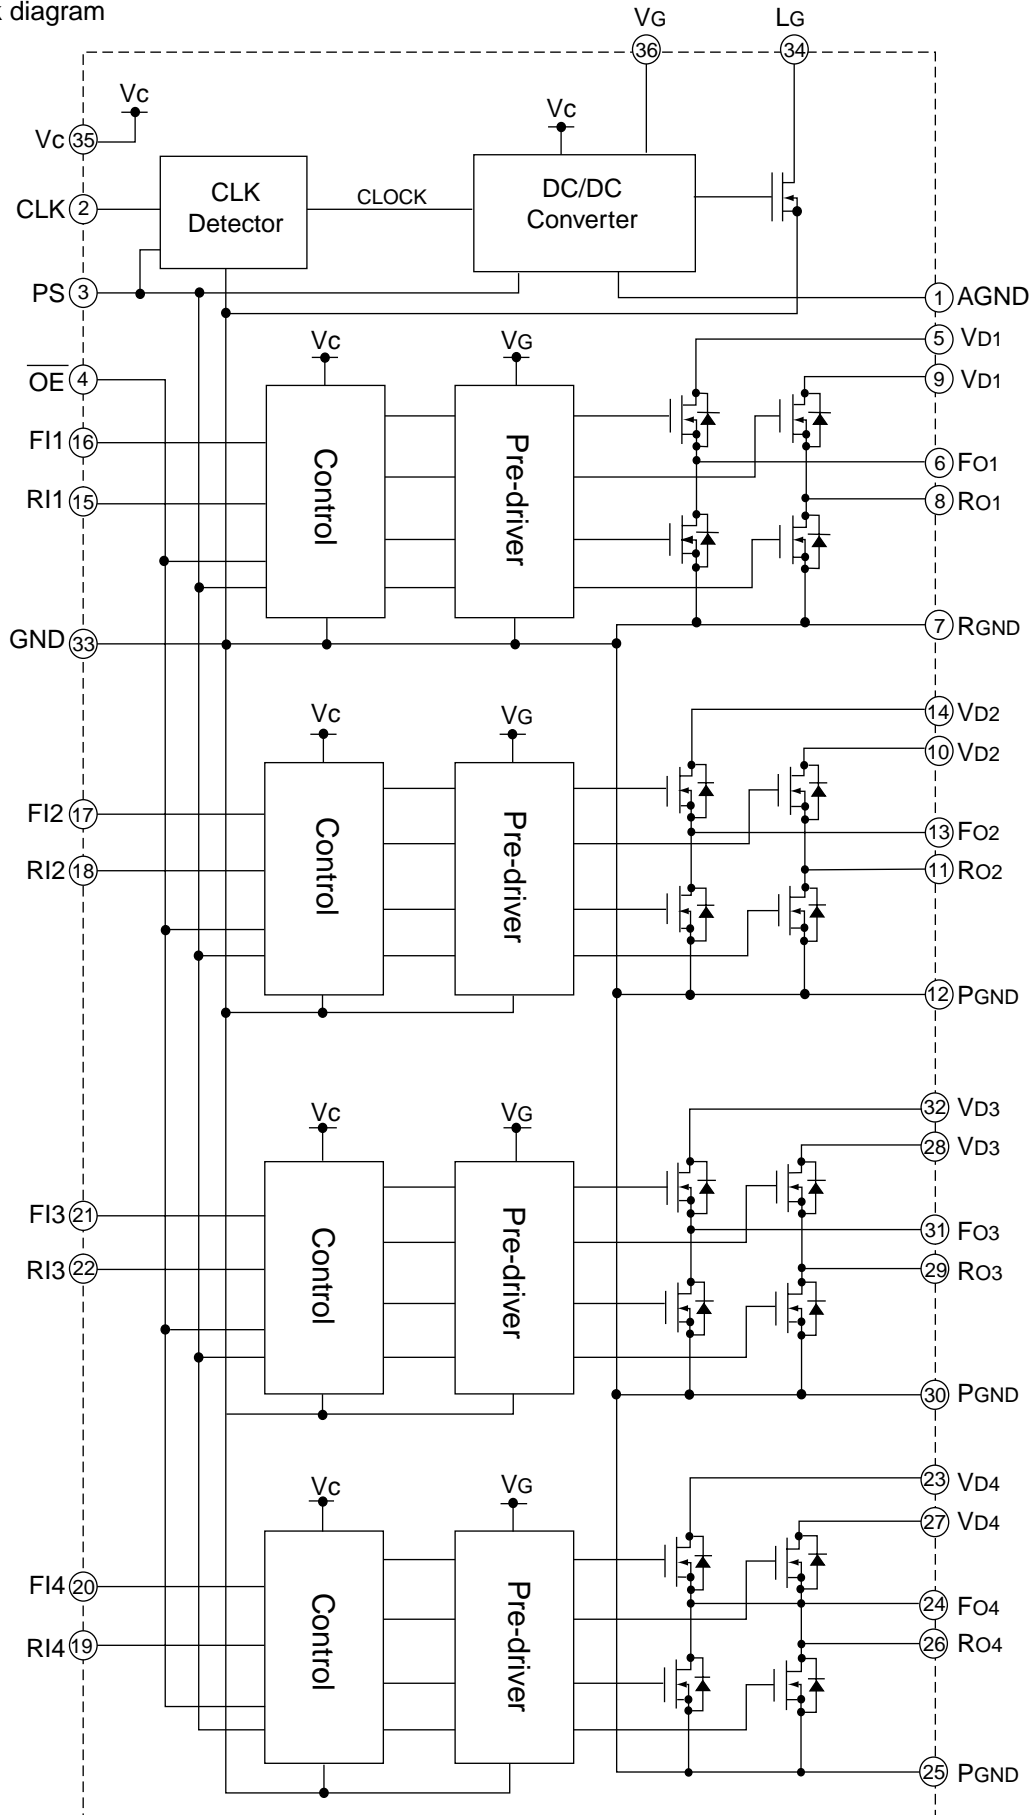 diagram
VG
LG
36
34
Vc
Vc
Vc 35
CLK
Detector
CLOCK
DC/DC
Converter
CLK 2
PS 3
1 AGND
Vc
VG
5 VD1
OE 4
9 VD1
FI1 16
Control
Pre-driver
6 FO1
RI1 15
8 RO1
GND 33
7 RGND
Vc
VG
14 VD2
10 VD2
FI2 17
Control
Pre-driver
13 FO2
RI2 18
11 RO2
12 PGND
Vc
VG
32 VD3
28 VD3
FI3 21
Control
Pre-driver
31 FO3
RI3 22
29 RO3
30 PGND
Vc
VG
23 VD4
27 VD4
FI4 20
Control
Pre-driver
24 FO4
RI4 19
26 RO4
25 PGND